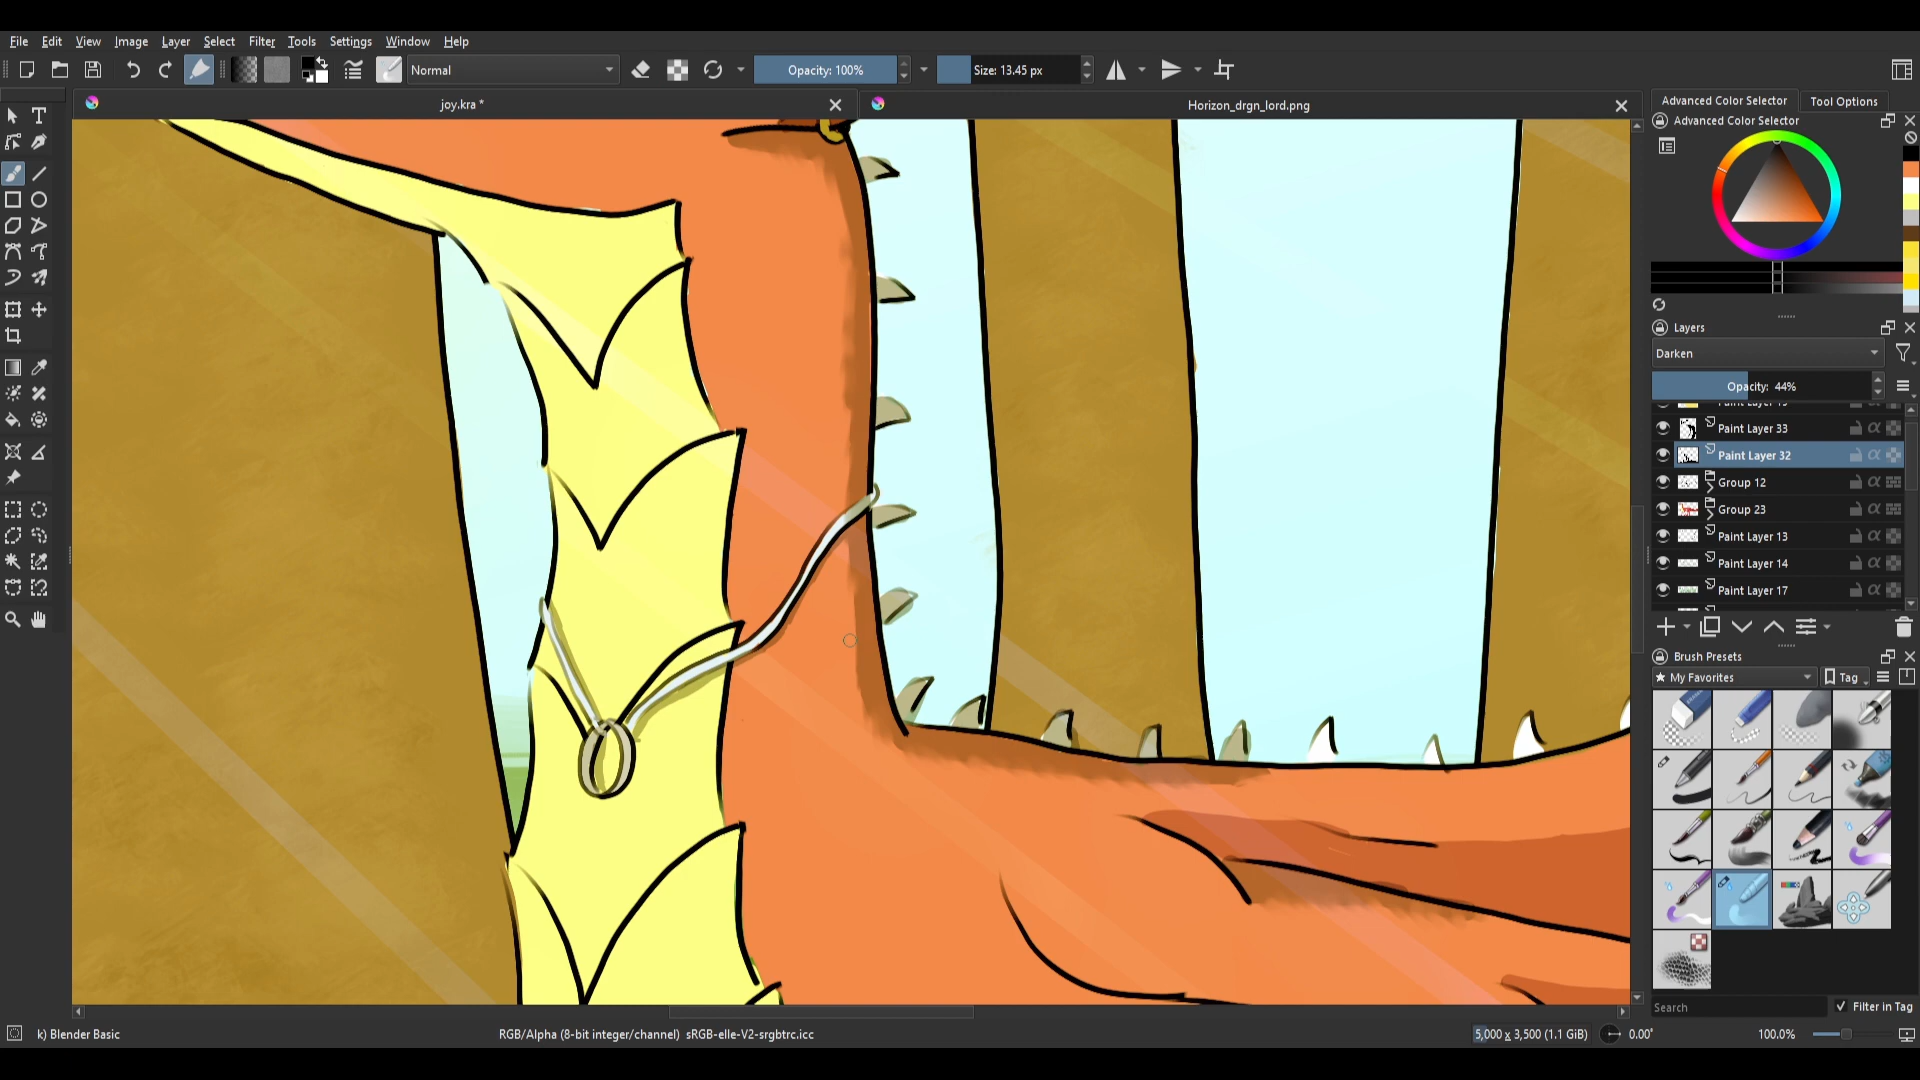 File Edit View Image Layer Select Filter Tools Settings Window Help
Normal
Opacity: 100%
Size: 13.45 px
joy.kra *
Horizon_drgn_lord.png
Advanced Color Selector
Tool Options
Advanced Color Selector
Layers
Darken
Opacity: 44%
Paint Layer 33
Paint Layer 32
Group 12
Group 23
Paint Layer 13
Paint Layer 14
Paint Layer 17
Brush Presets
My Favorites
Tag
Search
Filter in Tag
k) Blender Basic
RGB/Alpha (8-bit integer/channel) sRGB-elle-V2-srgbtrc.icc
5,000 x 3,500 (1.1 GiB)
0.00°
100.0%